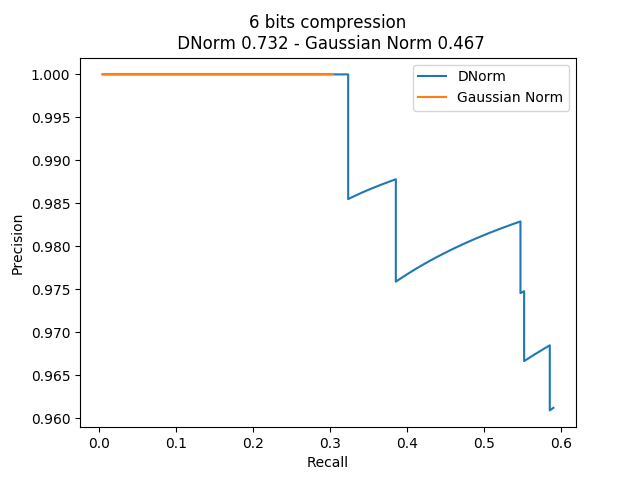 6 bits compression
DNorm 0.732 - Gaussian Norm 0.467
DNorm
Gaussian Norm
Precision
1.000
0.995
0.990
0.985
0.980
0.975
0.970
0.965
0.960
0.0 0.1 0.2 0.3 0.4 0.5 0.6
Recall